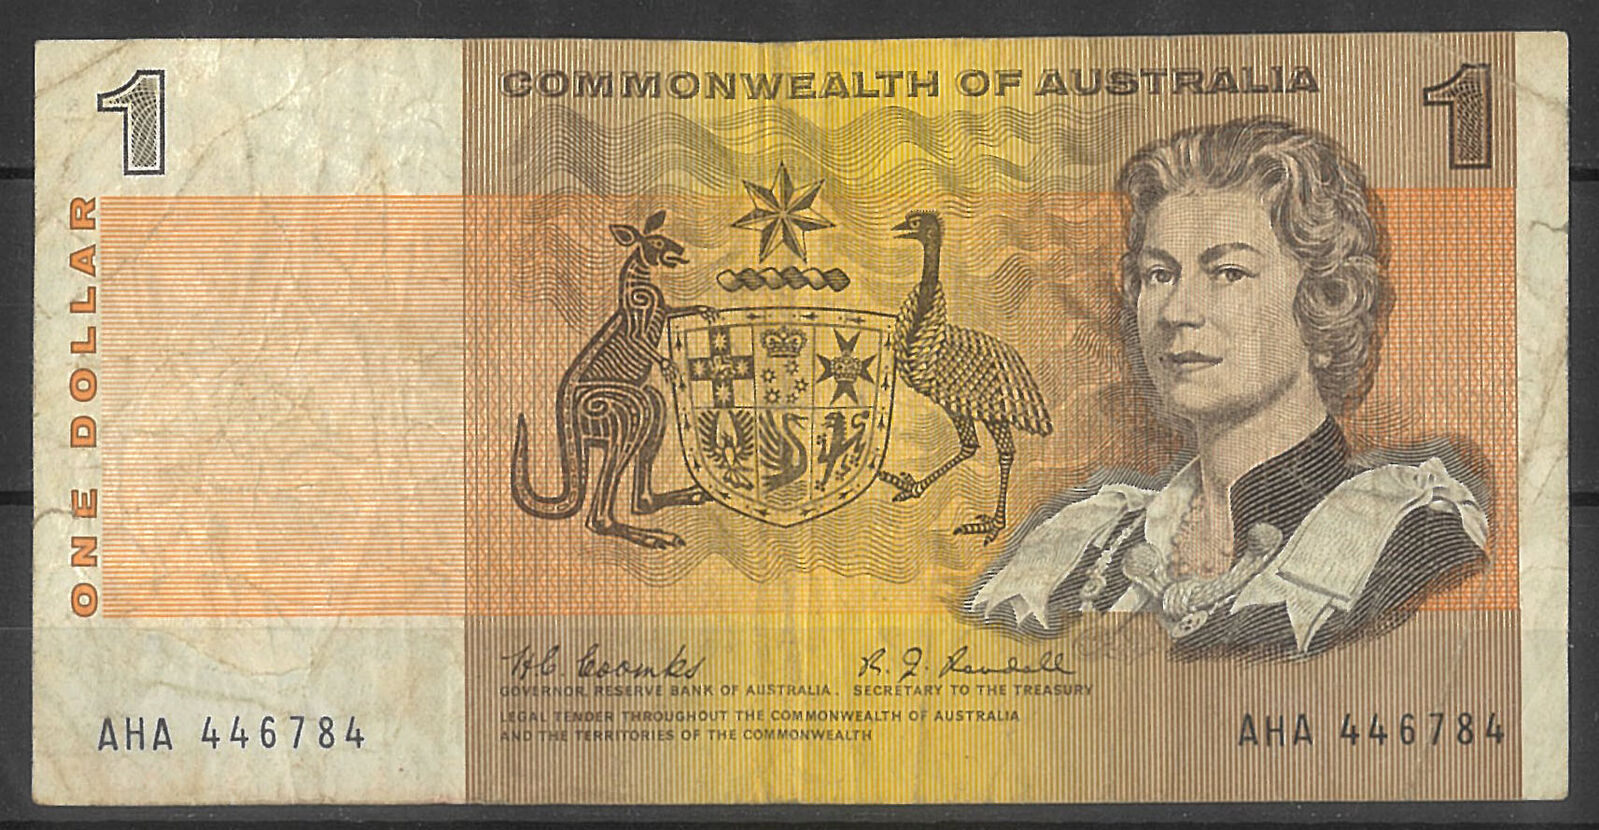 1
COMMONWEALTH OF AUSTRALIA
1
ONE DOLLAR
H.C. Coombs
R. J. Randall
GOVERNOR, RESERVE BANK OF AUSTRALIA. SECRETARY TO THE TREASURY
LEGAL TENDER THROUGHOUT THE COMMONWEALTH OF AUSTRALIA
AND THE TERRITORIES OF THE COMMONWEALTH
AHA 446784
AHA 446784